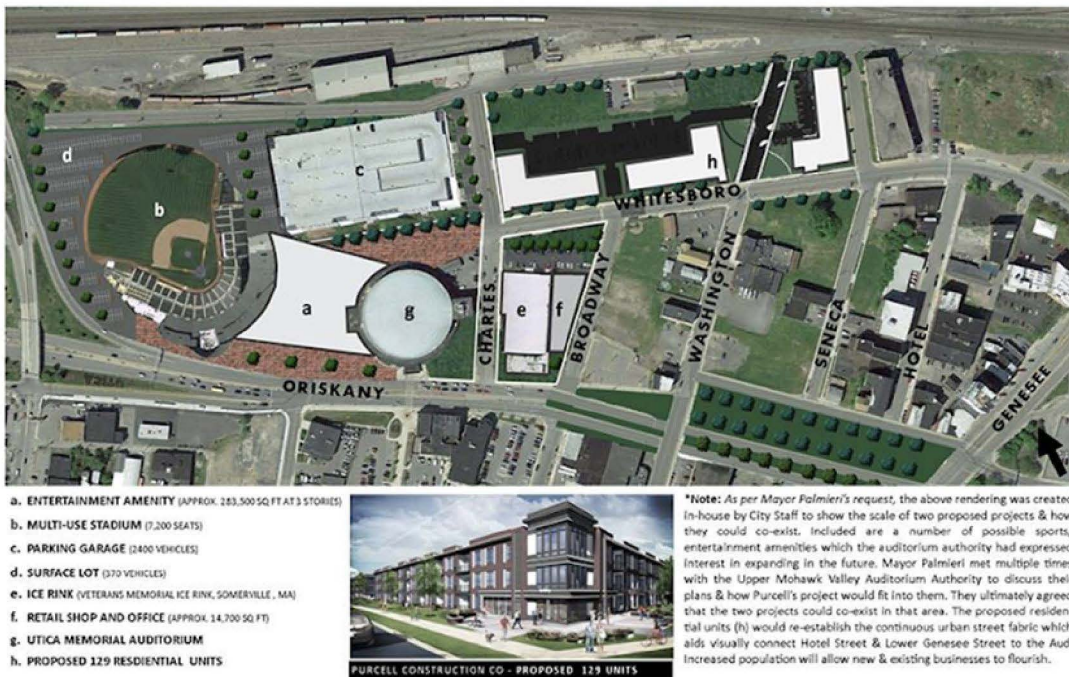 d
b
c
h
WHITESBORO
a
g
CHARLES
e
f
BROADWAY
WASHINGTON
SENECA
HOTEL
GENESEE
ORISKANY
a. ENTERTAINMENT AMENITY (APPROX. 283,500 SQ FT AT 3 STORIES)
b. MULTI-USE STADIUM (7,200 SEATS)
c. PARKING GARAGE (2400 VEHICLES)
d. SURFACE LOT (370 VEHICLES)
e. ICE RINK (VETERANS MEMORIAL ICE RINK, SOMERVILLE , MA)
f. RETAIL SHOP AND OFFICE (APPROX. 14,700 SQ FT)
g. UTICA MEMORIAL AUDITORIUM
h. PROPOSED 129 RESDIENTIAL UNITS
PURCELL CONSTRUCTION CO - PROPOSED 129 UNITS
*Note: As per Mayor Palmieri's request, the above rendering was created
in-house by City Staff to show the scale of two proposed projects & how
they could co-exist. Included are a number of possible sports,
entertainment amenities which the auditorium authority had expressed
interest in expanding in the future. Mayor Palmieri met multiple times
with the Upper Mohawk Valley Auditorium Authority to discuss their
plans & how Purcell's project would fit into them. They ultimately agreed
that the two projects could co-exist in that area. The proposed residen-
tial units (h) would re-establish the continuous urban street fabric which
aids visually connect Hotel Street & Lower Genesee Street to the Aud.
Increased population will allow new & existing businesses to flourish.